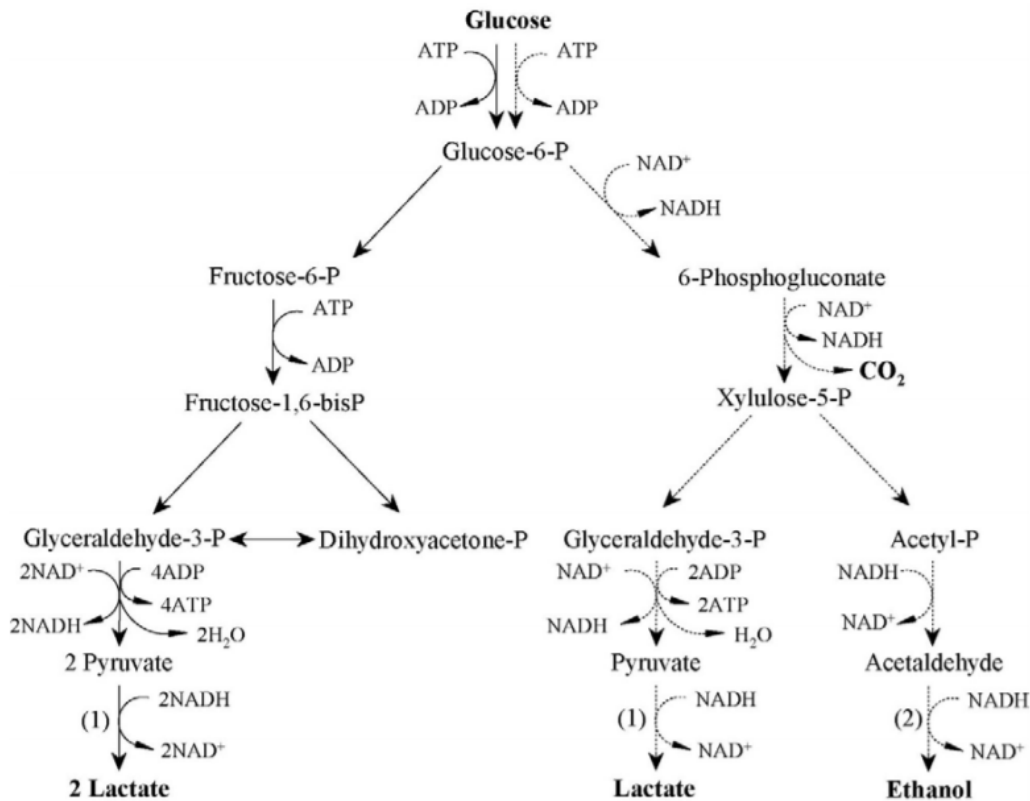 Glucose
ATP ATP
ADP ADP
Glucose-6-P
NAD⁺
NADH
Fructose-6-P 6-Phosphogluconate
ATP NAD⁺
NADH
ADP CO₂
Fructose-1,6-bisP Xylulose-5-P
Glyceraldehyde-3-P Dihydroxyacetone-P Glyceraldehyde-3-P Acetyl-P
2NAD⁺ 4ADP NAD⁺ 2ADP NADH
4ATP 2ATP
2NADH 2H₂O NADH H₂O NAD⁺
2 Pyruvate Pyruvate Acetaldehyde
2NADH NADH NADH
(1) (1) (2)
2NAD⁺ NAD⁺ NAD⁺
2 Lactate Lactate Ethanol